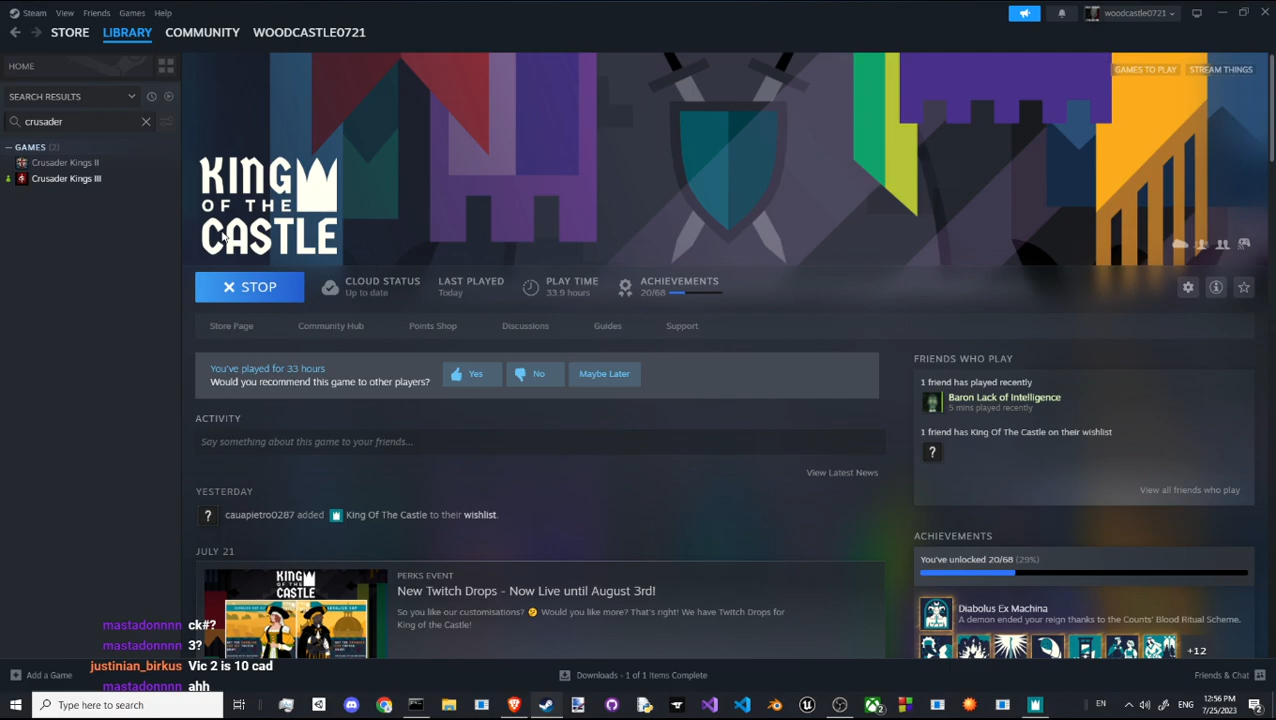 Steam View Friends Games Help
woodcastle0721
STORE LIBRARY COMMUNITY WOODCASTLE0721
HOME
GAMES TO PLAY STREAM THINGS
SEARCH RESULTS
crusader
GAMES (2)
Crusader Kings II
Crusader Kings III
KING
OF THE
CASTLE
STOP
CLOUD STATUS
Up to date
LAST PLAYED
Today
PLAY TIME
33.9 hours
ACHIEVEMENTS
20/68
Store Page Community Hub Points Shop Discussions Guides Support
You've played for 33 hours
Would you recommend this game to other players?
Yes No Maybe Later
FRIENDS WHO PLAY
1 friend has played recently
Baron Lack of Intelligence
5 mins played recently
1 friend has King Of The Castle on their wishlist
?
View all friends who play
ACTIVITY
Say something about this game to your friends...
View Latest News
YESTERDAY
? cauapietro0287 added King Of The Castle to their wishlist.
JULY 21
KING
OF THE
CASTLE
PERKS EVENT
New Twitch Drops - Now Live until August 3rd!
So you like our customisations? Would you like more? That's right! We have Twitch Drops for
King of the Castle!
ACHIEVEMENTS
You've unlocked 20/68 (29%)
Diabolus Ex Machina
A demon ended your reign thanks to the Counts' Blood Ritual Scheme.
+12
mastadonnnn ck#?
mastadonnnn 3?
justinian_birkus Vic 2 is 10 cad
mastadonnnn ahh
Add a Game
Downloads - 1 of 1 Items Complete
Friends & Chat
Type here to search
EN
12:56 PM
7/25/2023
2